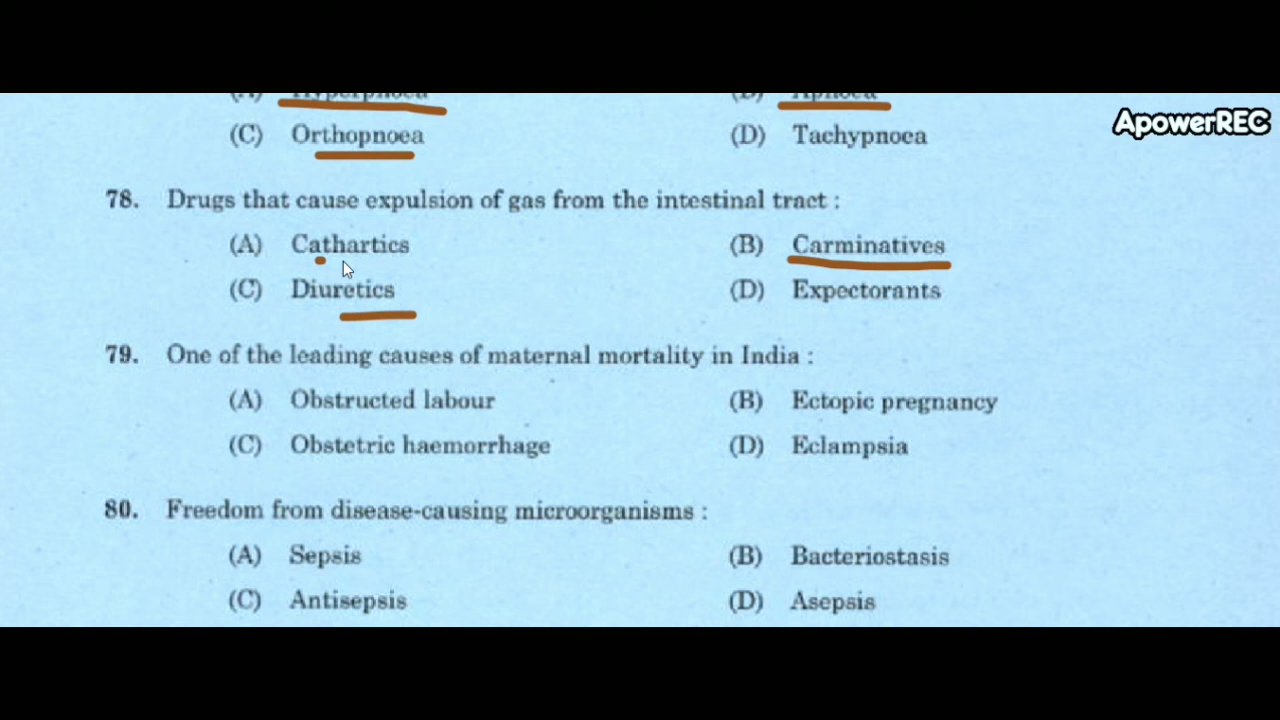 (A) Hyperpnoea (B) Apnoea
ApowerREC
(C) Orthopnoea (D) Tachypnoea
78. Drugs that cause expulsion of gas from the intestinal tract :
(A) Cathartics (B) Carminatives
(C) Diuretics (D) Expectorants
79. One of the leading causes of maternal mortality in India :
(A) Obstructed labour (B) Ectopic pregnancy
(C) Obstetric haemorrhage (D) Eclampsia
80. Freedom from disease-causing microorganisms :
(A) Sepsis (B) Bacteriostasis
(C) Antisepsis (D) Asepsis